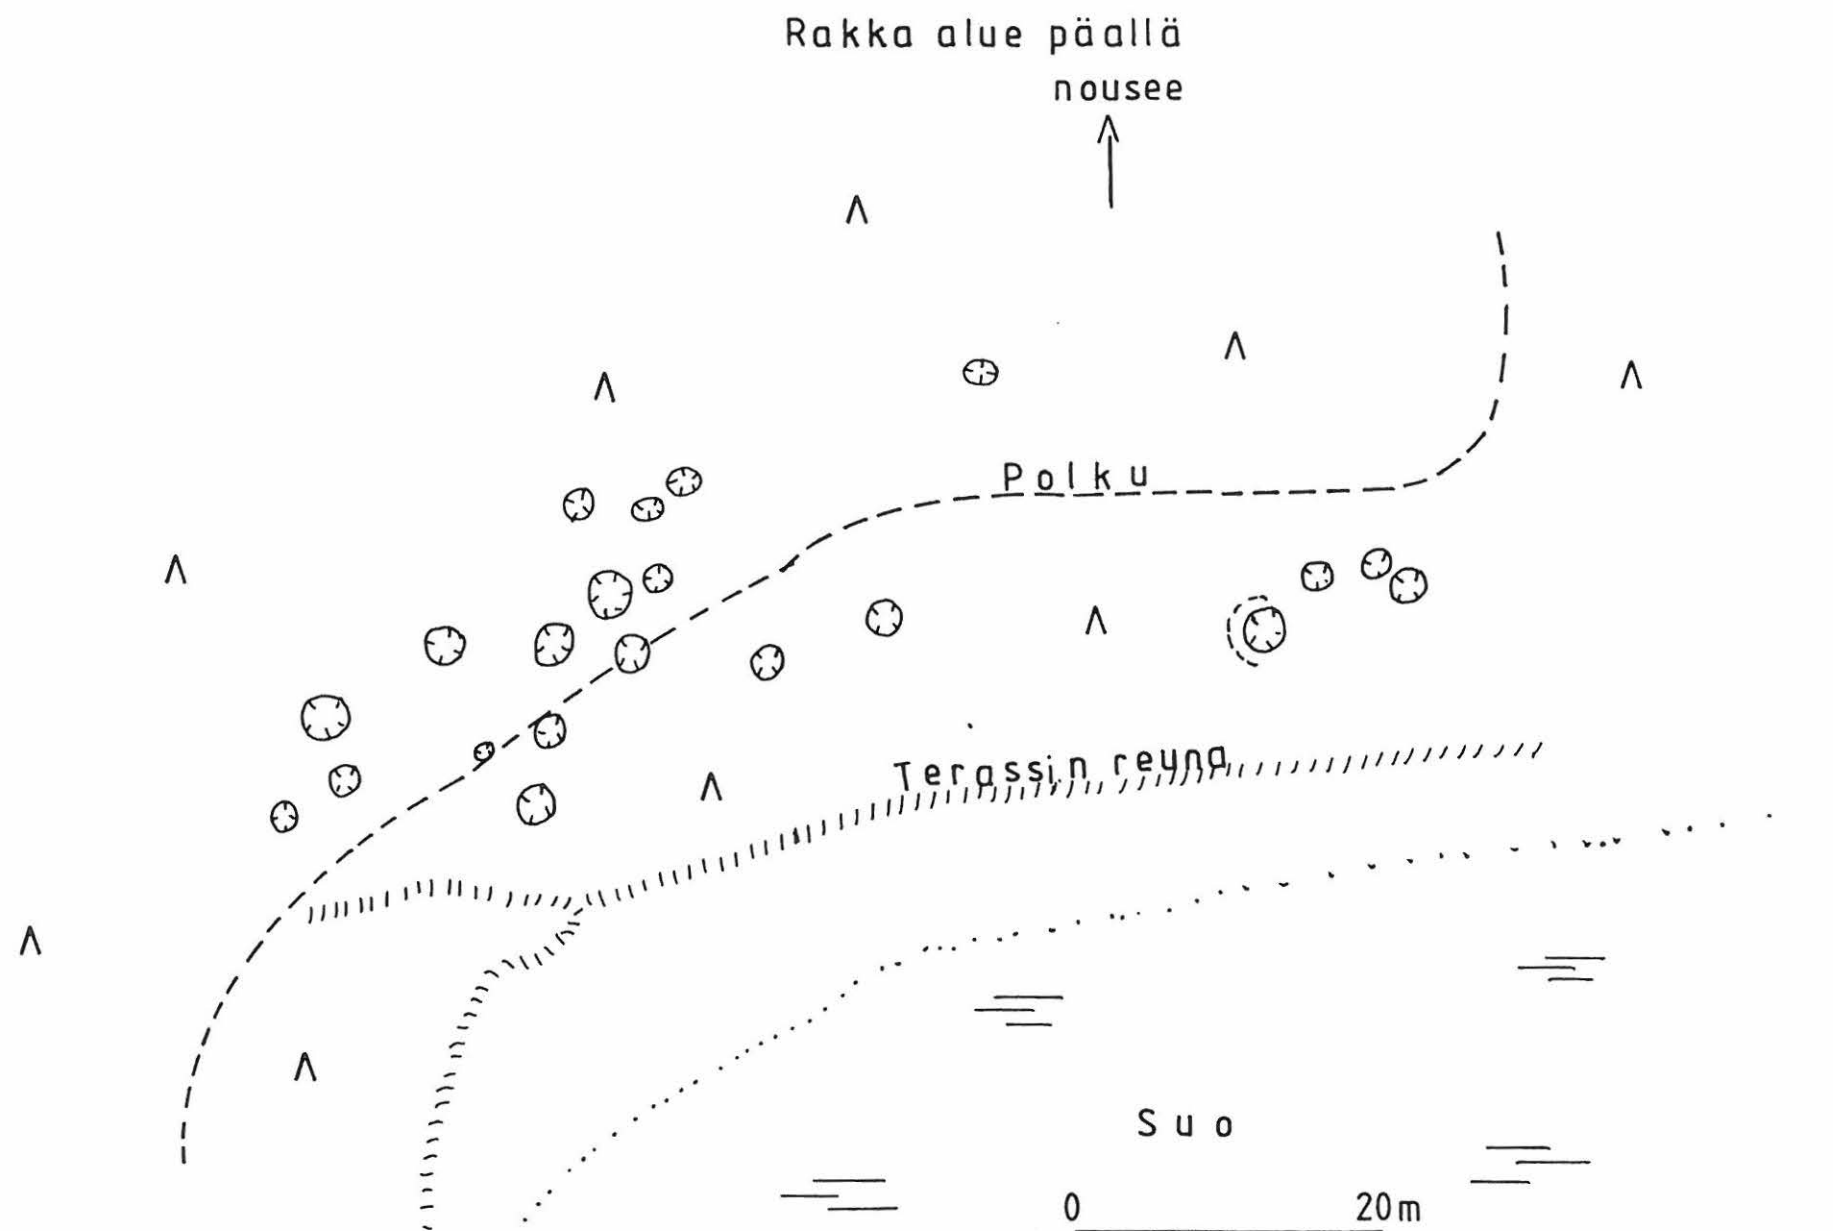 Rakka alue päällä
nousee
Polku
Terassin reuna
Suo
0 20m